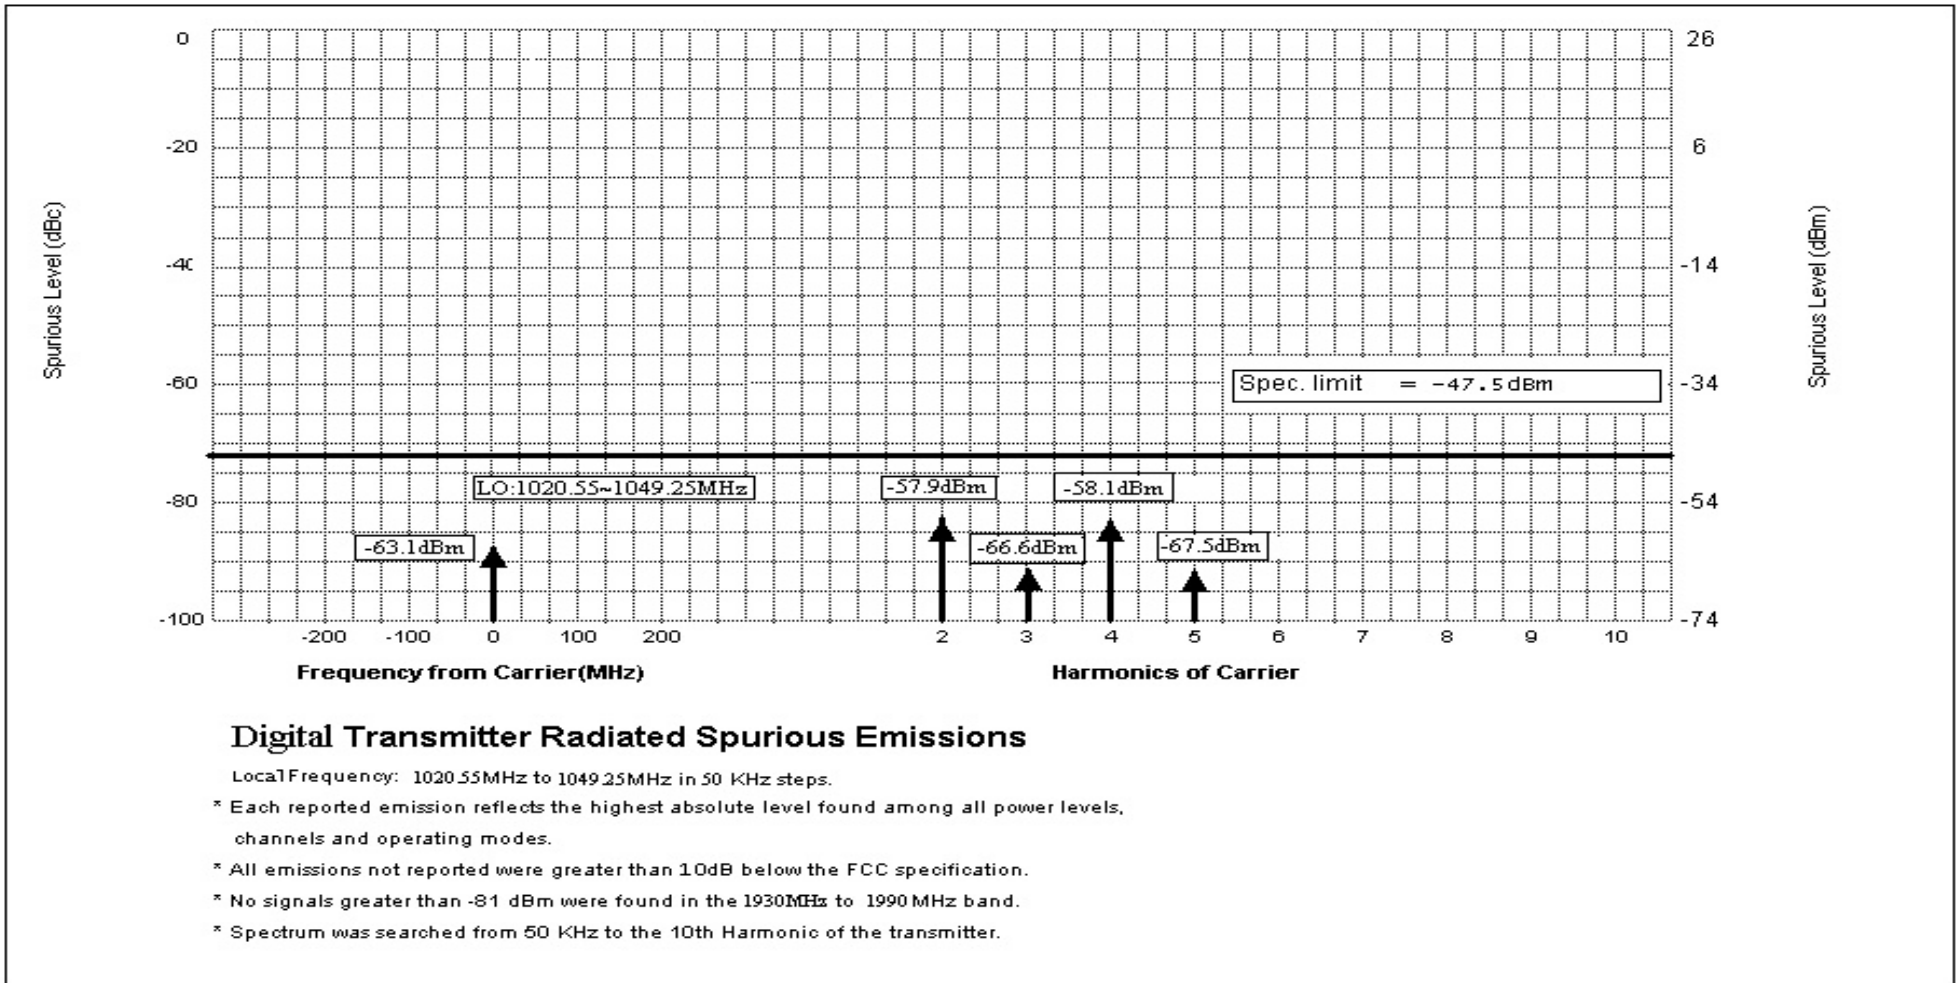 0
26
-20
6
Spurious Level (dBc)
Spurious Level (dBm)
-40
-14
-60
-34
Spec. limit = -47.5dBm
LO:1020.55~1049.25MHz
-57.9dBm
-58.1dBm
-80
-54
-63.1dBm
-66.6dBm
-67.5dBm
-100
-74
-200 -100 0 100 200 2 3 4 5 6 7 8 9 10
Frequency from Carrier(MHz)
Harmonics of Carrier
Digital Transmitter Radiated Spurious Emissions
Local Frequency: 1020.55MHz to 1049.25MHz in 50 KHz steps.
* Each reported emission reflects the highest absolute level found among all power levels,
channels and operating modes.
* All emissions not reported were greater than 10dB below the FCC specification.
* No signals greater than -81 dBm were found in the 1930MHz to 1990MHz band.
* Spectrum was searched from 50 KHz to the 10th Harmonic of the transmitter.